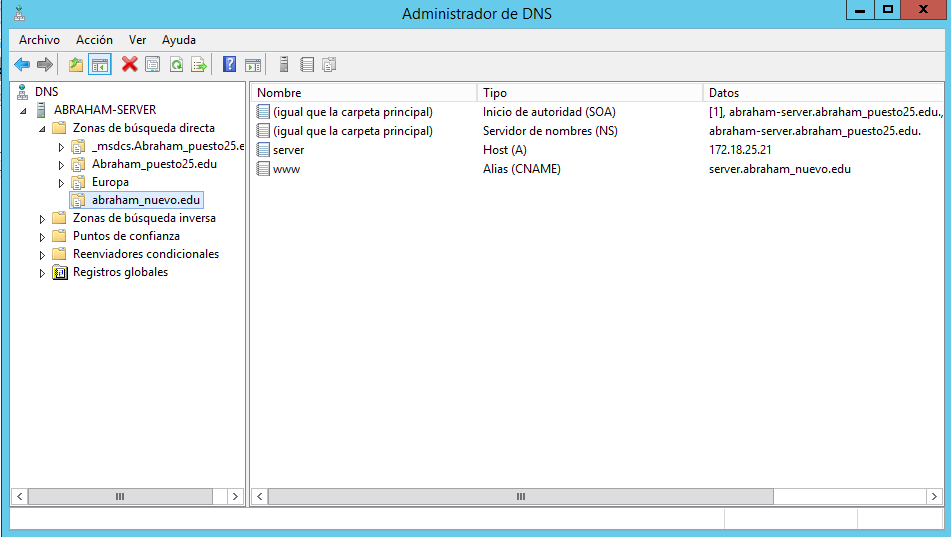 Administrador de DNS
Archivo Acción Ver Ayuda
DNS
ABRAHAM-SERVER
Zonas de búsqueda directa
_msdcs.Abraham_puesto25.e
Abraham_puesto25.edu
Europa
abraham_nuevo.edu
Zonas de búsqueda inversa
Puntos de confianza
Reenviadores condicionales
Registros globales
Nombre Tipo Datos
(igual que la carpeta principal) Inicio de autoridad (SOA) [1], abraham-server.abraham_puesto25.edu.,
(igual que la carpeta principal) Servidor de nombres (NS) abraham-server.abraham_puesto25.edu.
server Host (A) 172.18.25.21
www Alias (CNAME) server.abraham_nuevo.edu